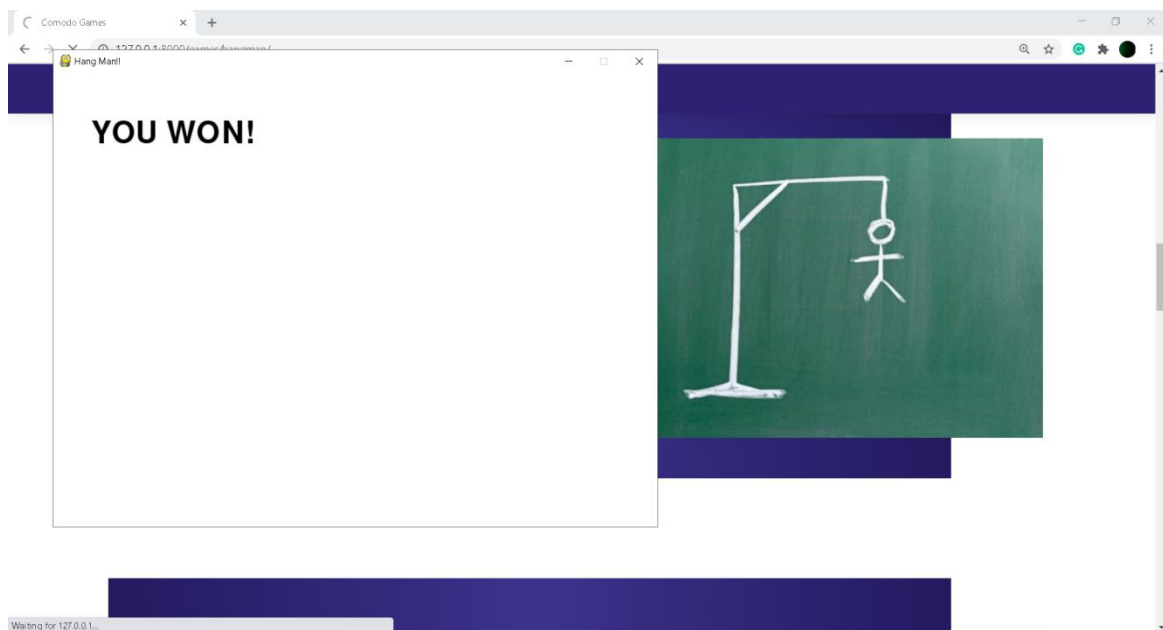 Comodo Games
127.0.0.1:8000/games/hangman/
Hang Man!!
YOU WON!
Waiting for 127.0.0.1...